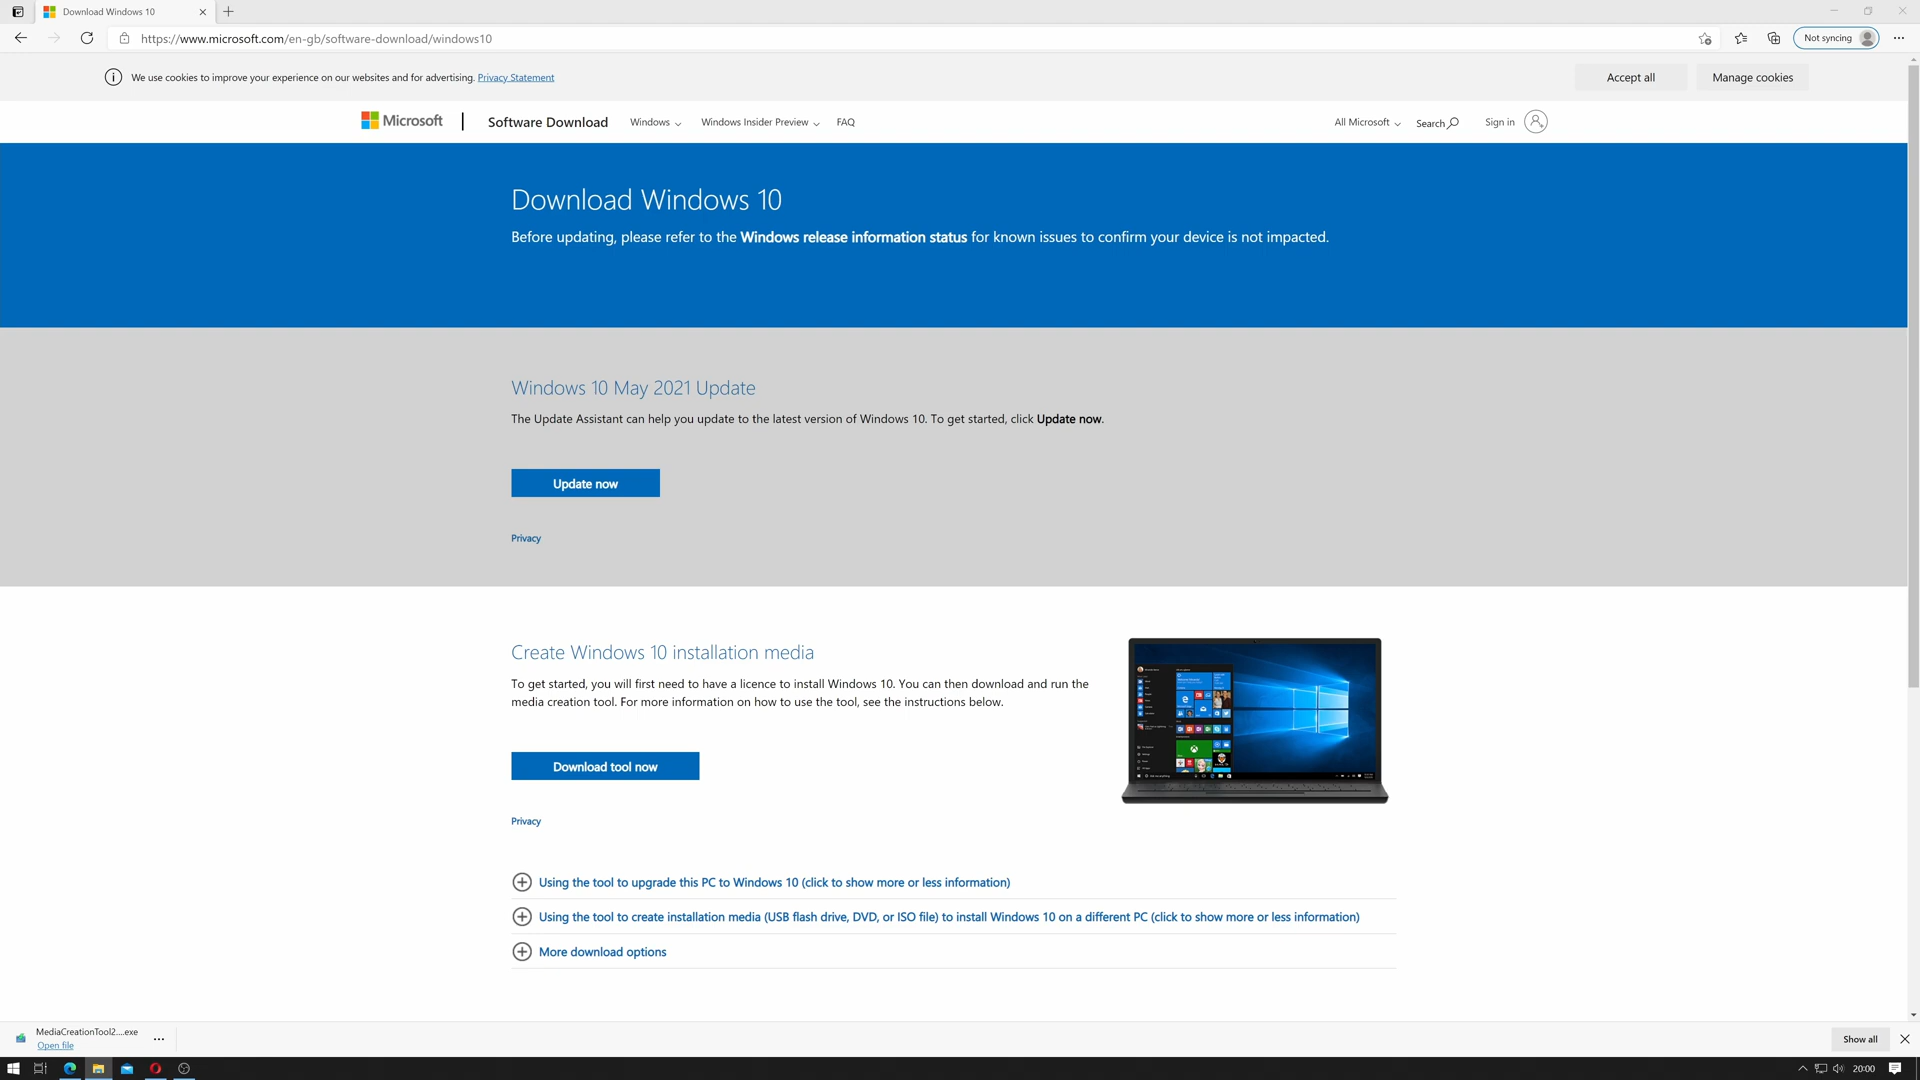 Download Windows 10
https://www.microsoft.com/en-gb/software-download/windows10
Not syncing
We use cookies to improve your experience on our websites and for advertising. Privacy Statement
Accept all
Manage cookies
Microsoft
Software Download
Windows
Windows Insider Preview
FAQ
All Microsoft
Search
Sign in
Download Windows 10
Before updating, please refer to the Windows release information status for known issues to confirm your device is not impacted.
Windows 10 May 2021 Update
The Update Assistant can help you update to the latest version of Windows 10. To get started, click Update now.
Update now
Privacy
Create Windows 10 installation media
To get started, you will first need to have a licence to install Windows 10. You can then download and run the
media creation tool. For more information on how to use the tool, see the instructions below.
Download tool now
Privacy
Using the tool to upgrade this PC to Windows 10 (click to show more or less information)
Using the tool to create installation media (USB flash drive, DVD, or ISO file) to install Windows 10 on a different PC (click to show more or less information)
More download options
MediaCreationTool2....exe
Open file
Show all
20:00